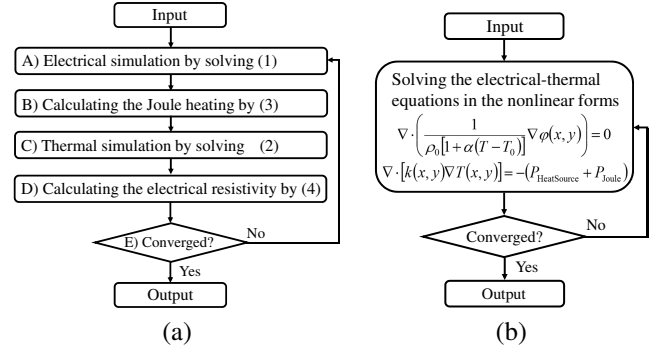 Input
A) Electrical simulation by solving (1)
B) Calculating the Joule heating by (3)
C) Thermal simulation by solving (2)
D) Calculating the electrical resistivity by (4)
E) Converged?
No
Yes
Output
(a)
Input
Solving the electrical-thermal
equations in the nonlinear forms
∇·(1/(ρ₀[1+α(T−T₀)])∇φ(x,y))=0
∇·[k(x,y)∇T(x,y)]=−(P_HeatSource+P_Joule)
No
Converged?
Yes
Output
(b)